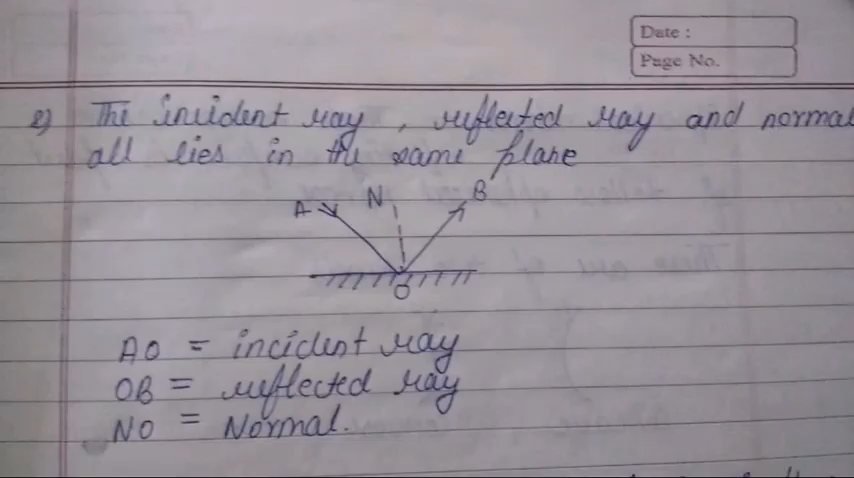 Date :
Page No.
2) The incident ray, reflected ray and normal
all lies in the same plane
A N B
O
AO = incident ray
OB = reflected ray
NO = Normal.